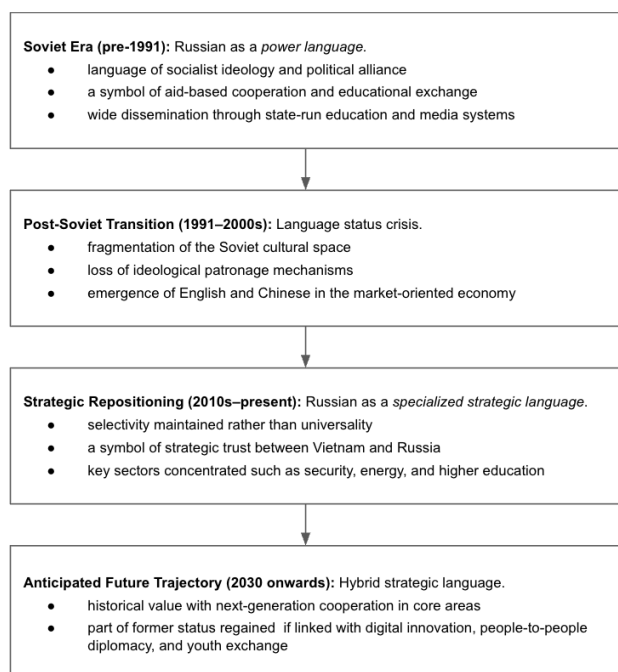 Soviet Era (pre-1991): Russian as a power language.
● language of socialist ideology and political alliance
● a symbol of aid-based cooperation and educational exchange
● wide dissemination through state-run education and media systems
Post-Soviet Transition (1991–2000s): Language status crisis.
● fragmentation of the Soviet cultural space
● loss of ideological patronage mechanisms
● emergence of English and Chinese in the market-oriented economy
Strategic Repositioning (2010s–present): Russian as a specialized strategic language.
● selectivity maintained rather than universality
● a symbol of strategic trust between Vietnam and Russia
● key sectors concentrated such as security, energy, and higher education
Anticipated Future Trajectory (2030 onwards): Hybrid strategic language.
● historical value with next-generation cooperation in core areas
● part of former status regained if linked with digital innovation, people-to-people
diplomacy, and youth exchange